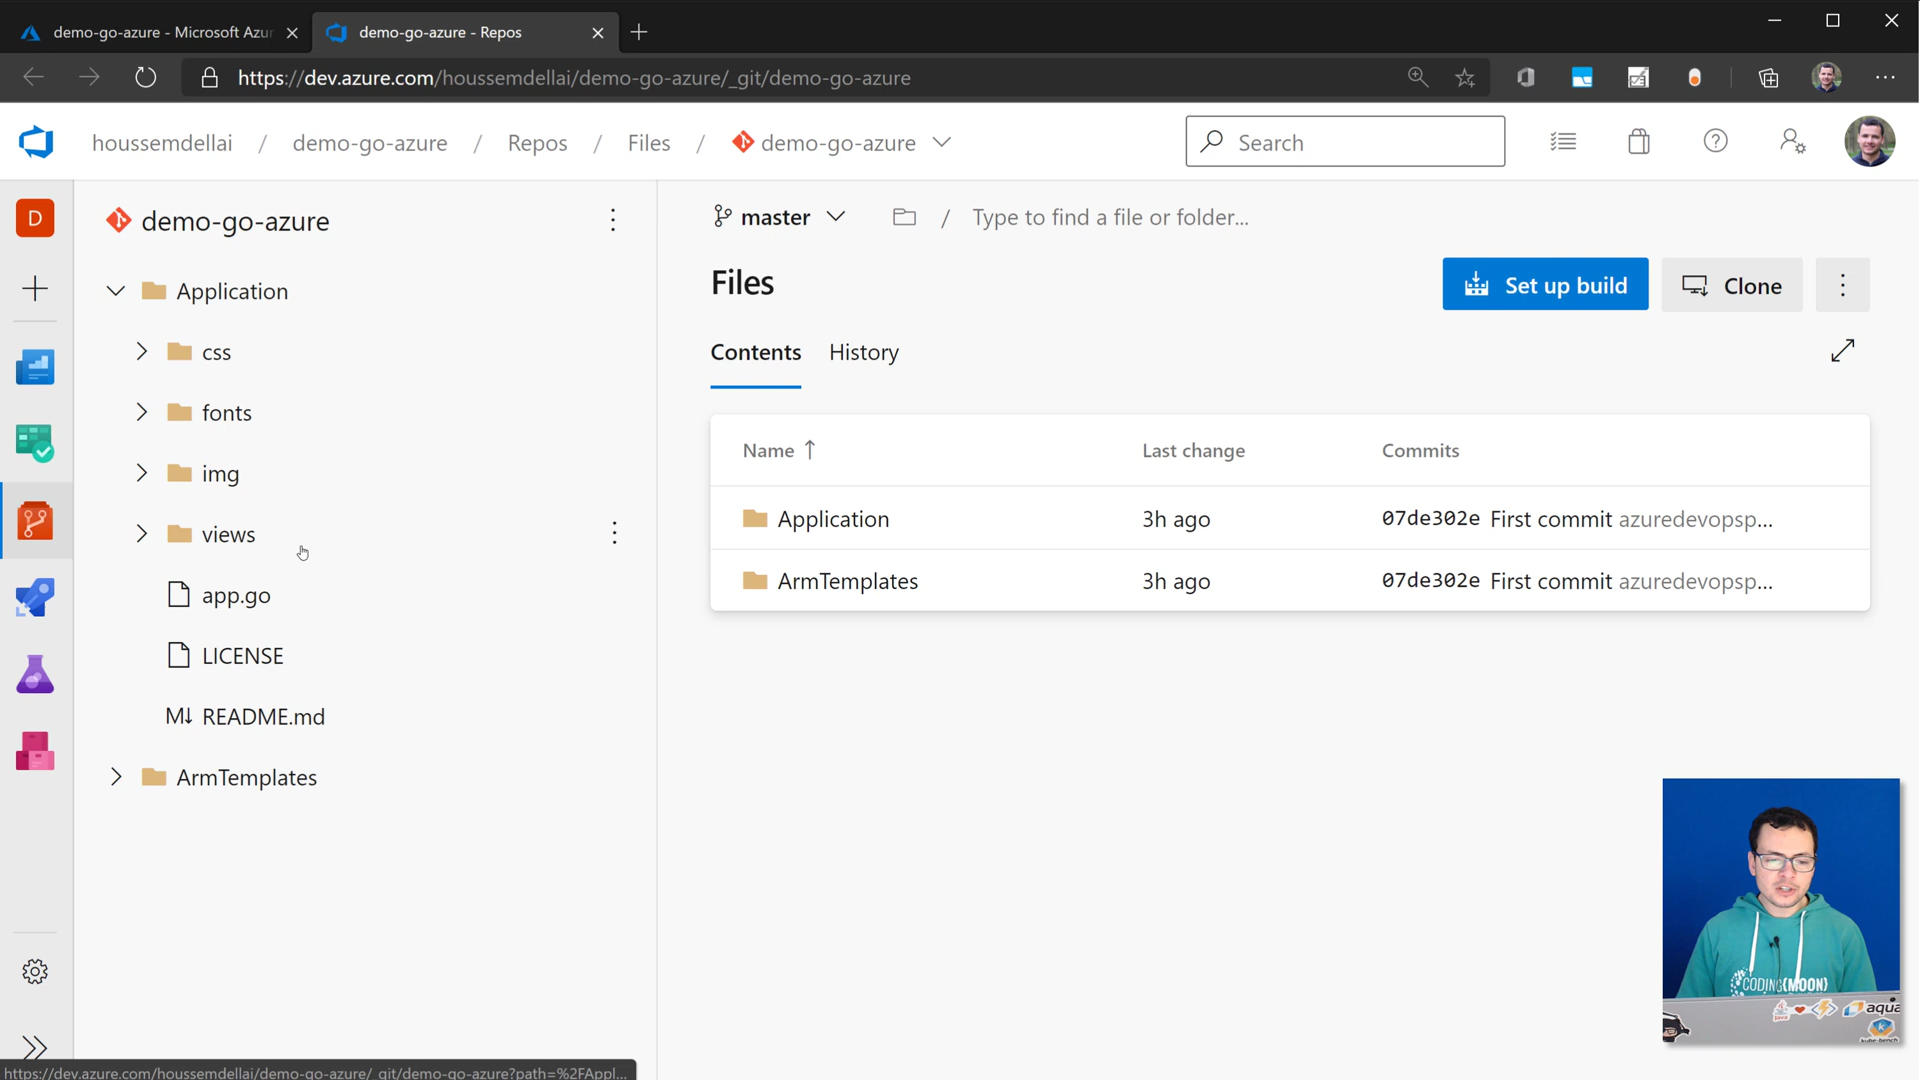 demo-go-azure - Microsoft Azur
demo-go-azure - Repos
https://dev.azure.com/houssemdellai/demo-go-azure/_git/demo-go-azure
houssemdellai / demo-go-azure / Repos / Files / demo-go-azure
Search
D
demo-go-azure
Application
css
fonts
img
views
app.go
LICENSE
M↓ README.md
ArmTemplates
master
/ Type to find a file or folder...
Files
Set up build
Clone
Contents
History
Name ↑ Last change Commits
Application 3h ago 07de302e First commit azuredevopsp...
ArmTemplates 3h ago 07de302e First commit azuredevopsp...
CODING{MOON}
Java
aqua
kube-bench
https://dev.azure.com/houssemdellai/demo-go-azure/_git/demo-go-azure?path=%2FAppl...